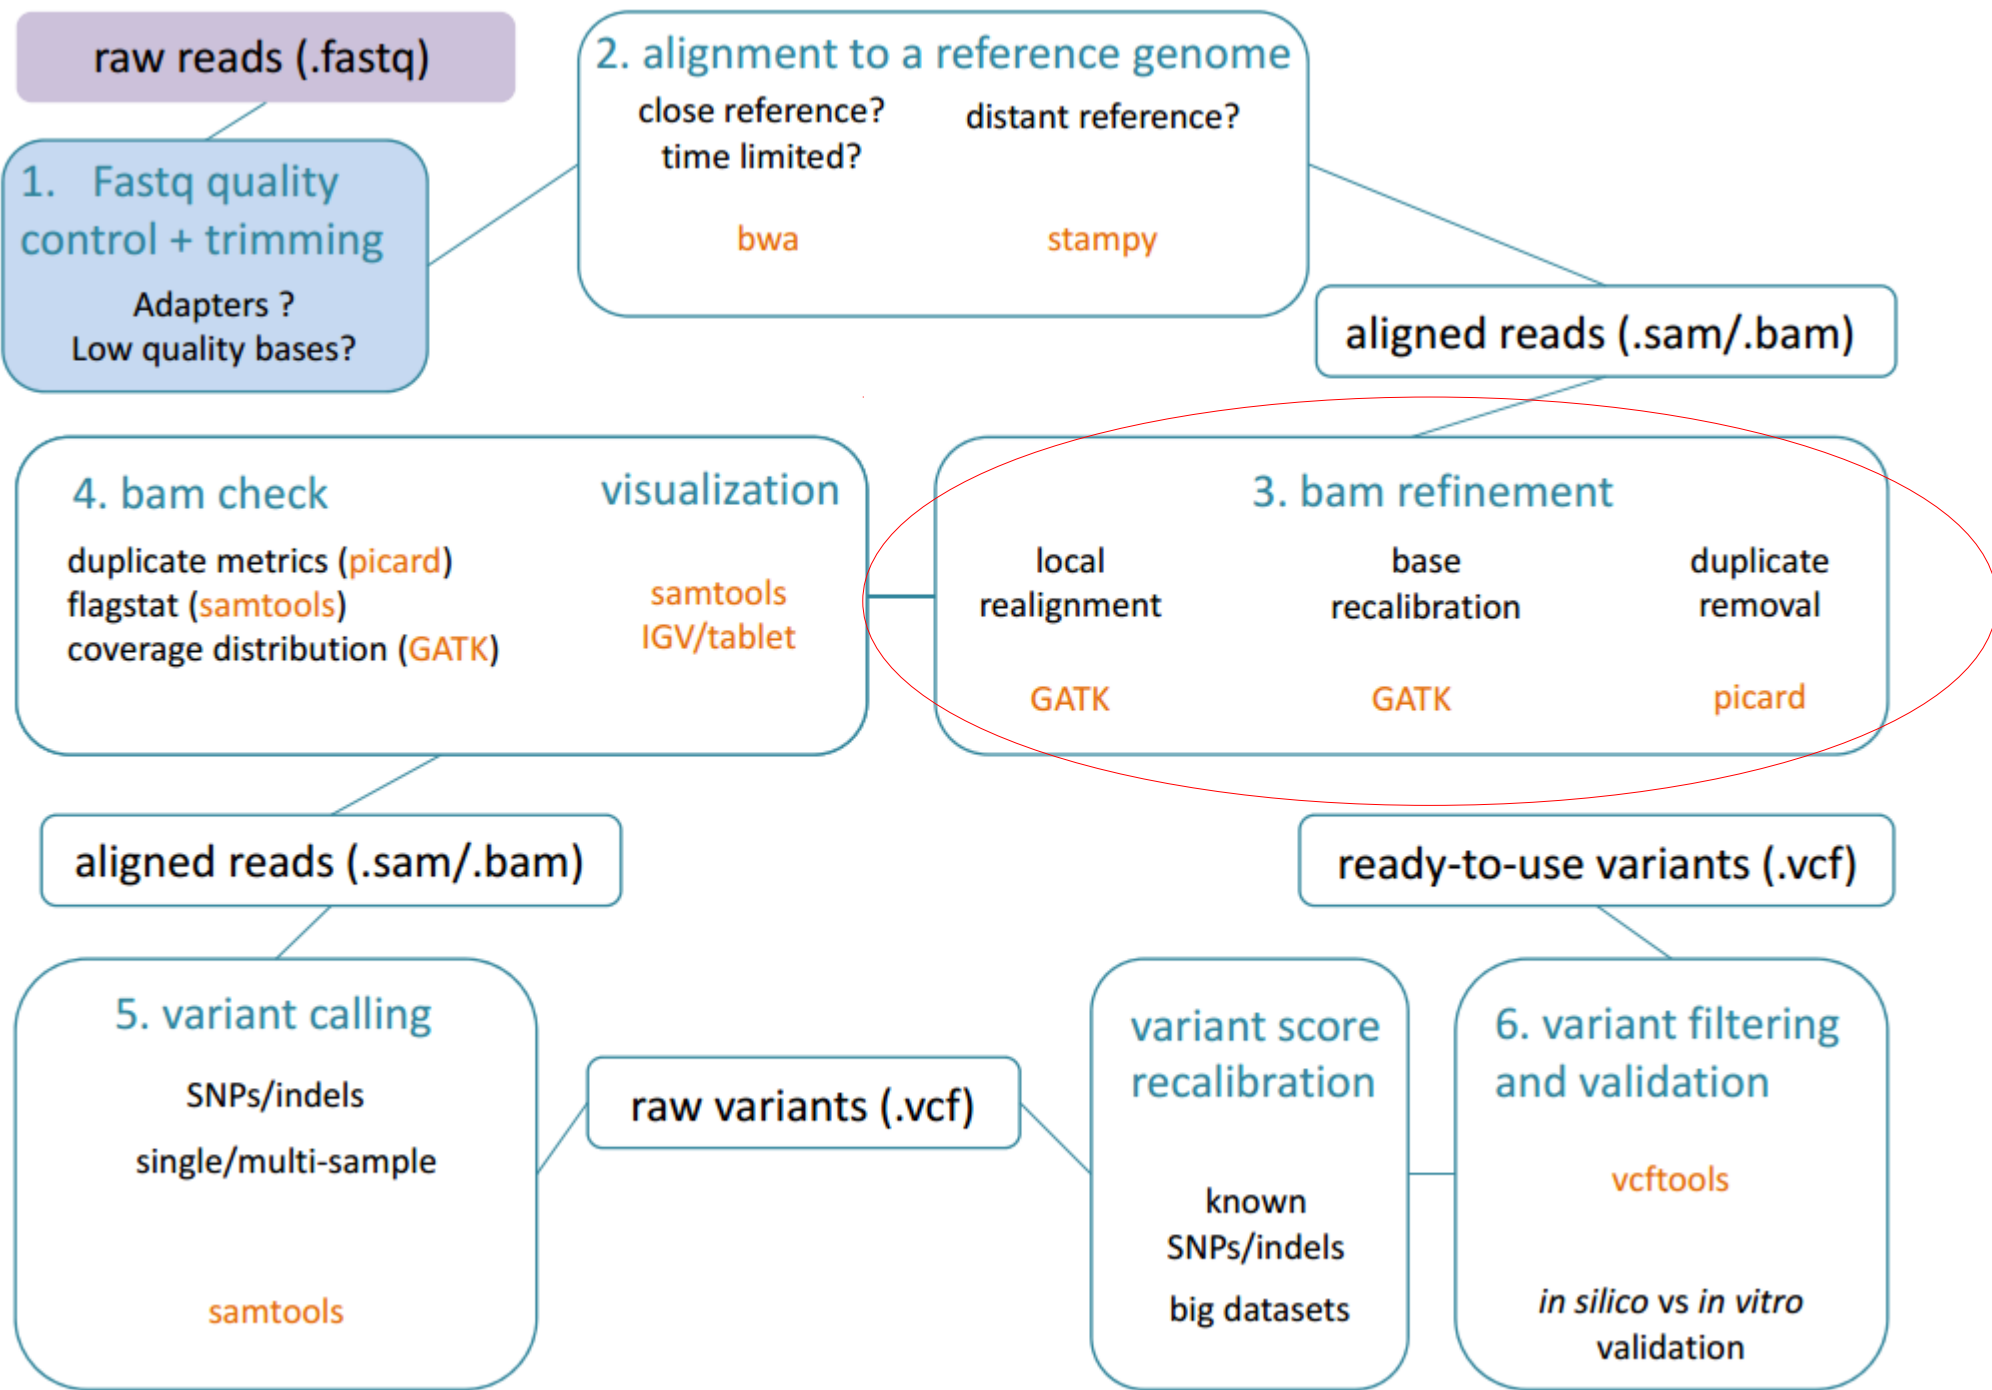 raw reads (.fastq)
1. Fastq quality
control + trimming
Adapters ?
Low quality bases?
2. alignment to a reference genome
close reference?
time limited?
distant reference?
bwa
stampy
aligned reads (.sam/.bam)
3. bam refinement
local
realignment
base
recalibration
duplicate
removal
GATK
GATK
picard
4. bam check
visualization
duplicate metrics (picard)
flagstat (samtools)
coverage distribution (GATK)
samtools
IGV/tablet
aligned reads (.sam/.bam)
5. variant calling
SNPs/indels
single/multi-sample
samtools
raw variants (.vcf)
variant score
recalibration
known
SNPs/indels
big datasets
6. variant filtering
and validation
vcftools
in silico vs in vitro
validation
ready-to-use variants (.vcf)